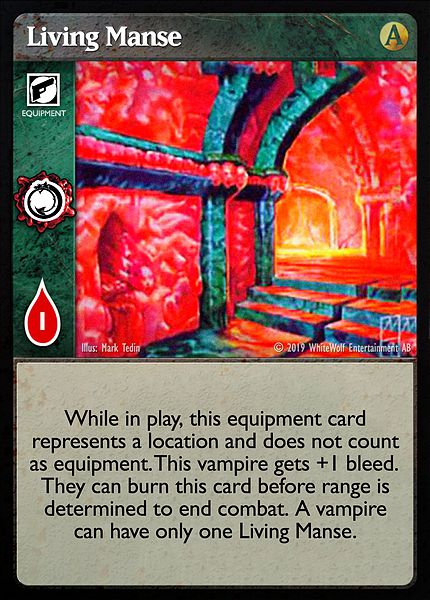 Living Manse
A
EQUIPMENT
1
Illus: Mark Tedin
© 2019 WhiteWolf Entertainment AB
While in play, this equipment card
represents a location and does not count
as equipment. This vampire gets +1 bleed.
They can burn this card before range is
determined to end combat. A vampire
can have only one Living Manse.